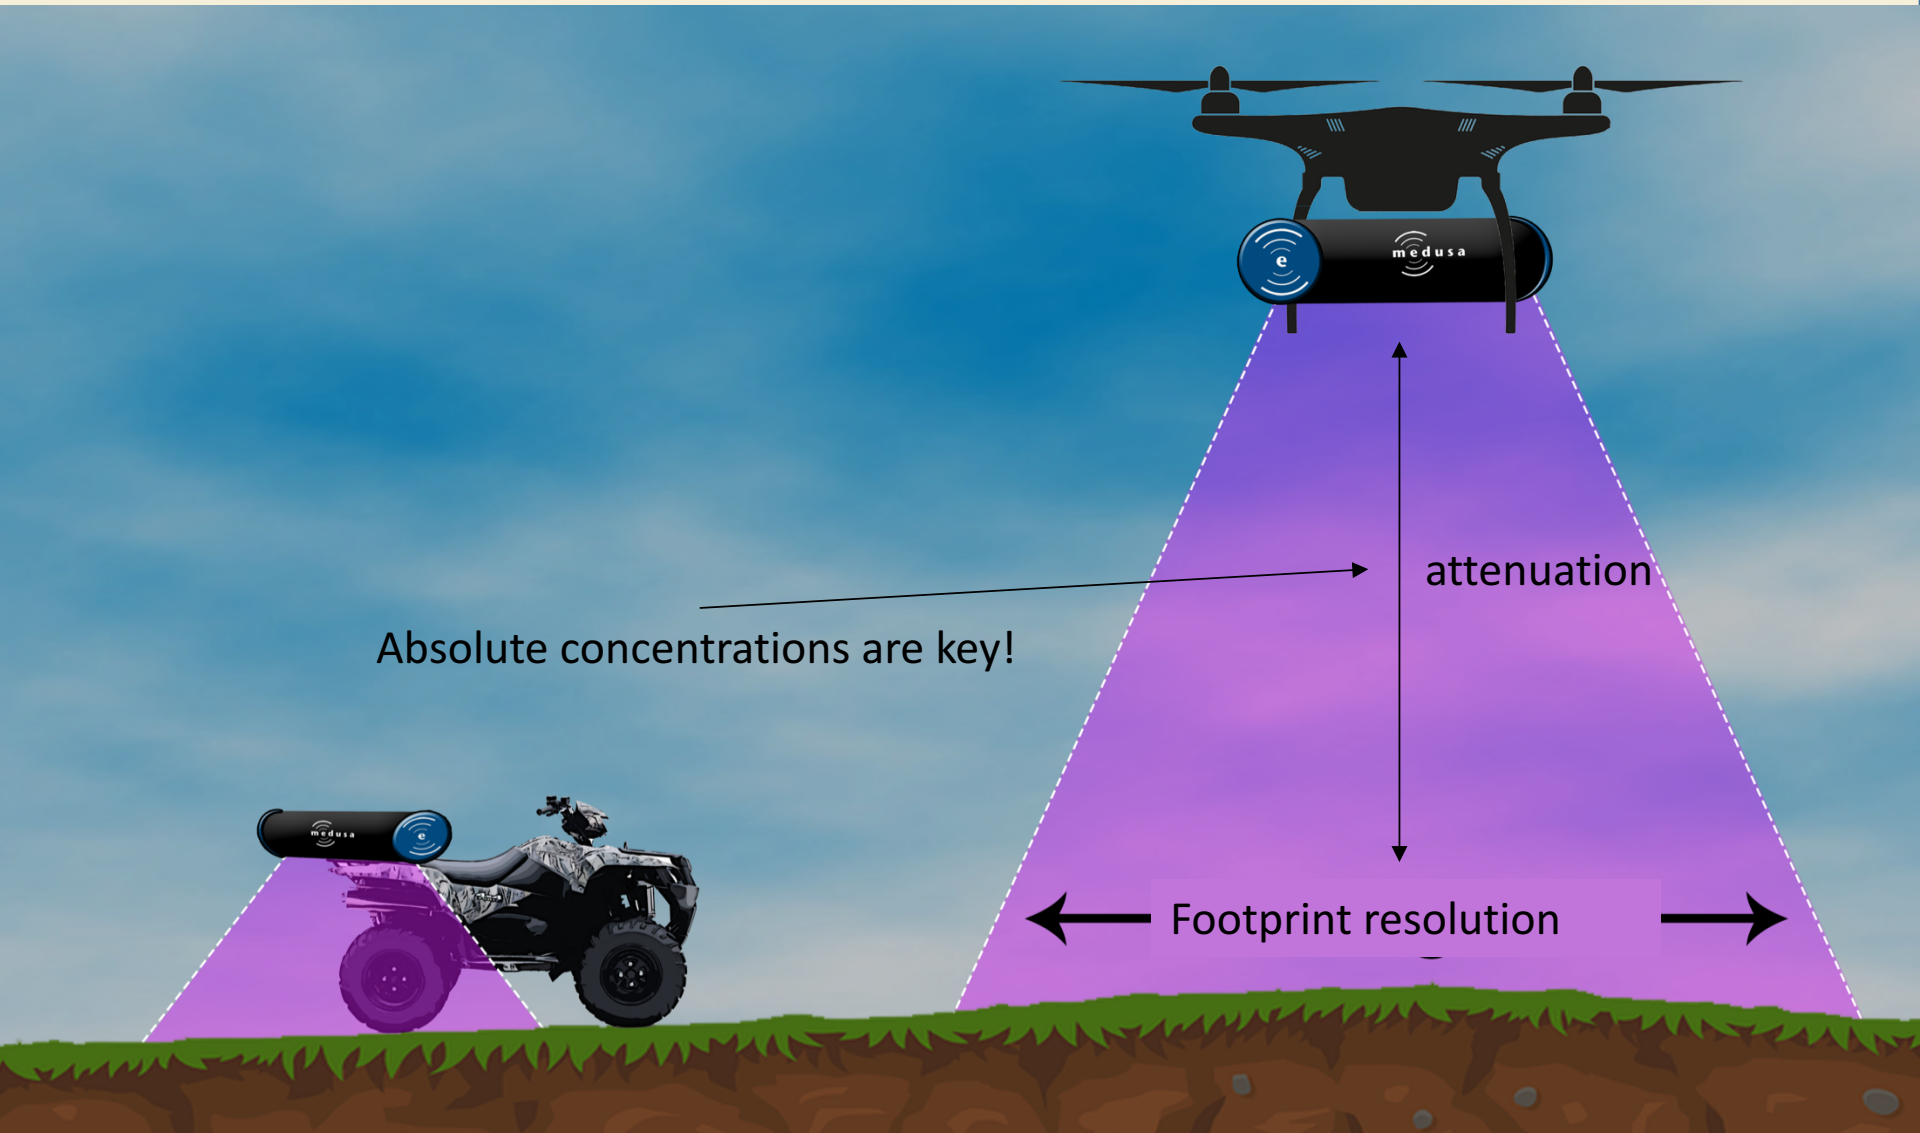 e
medusa
attenuation
Absolute concentrations are key!
medusa
e
Footprint resolution